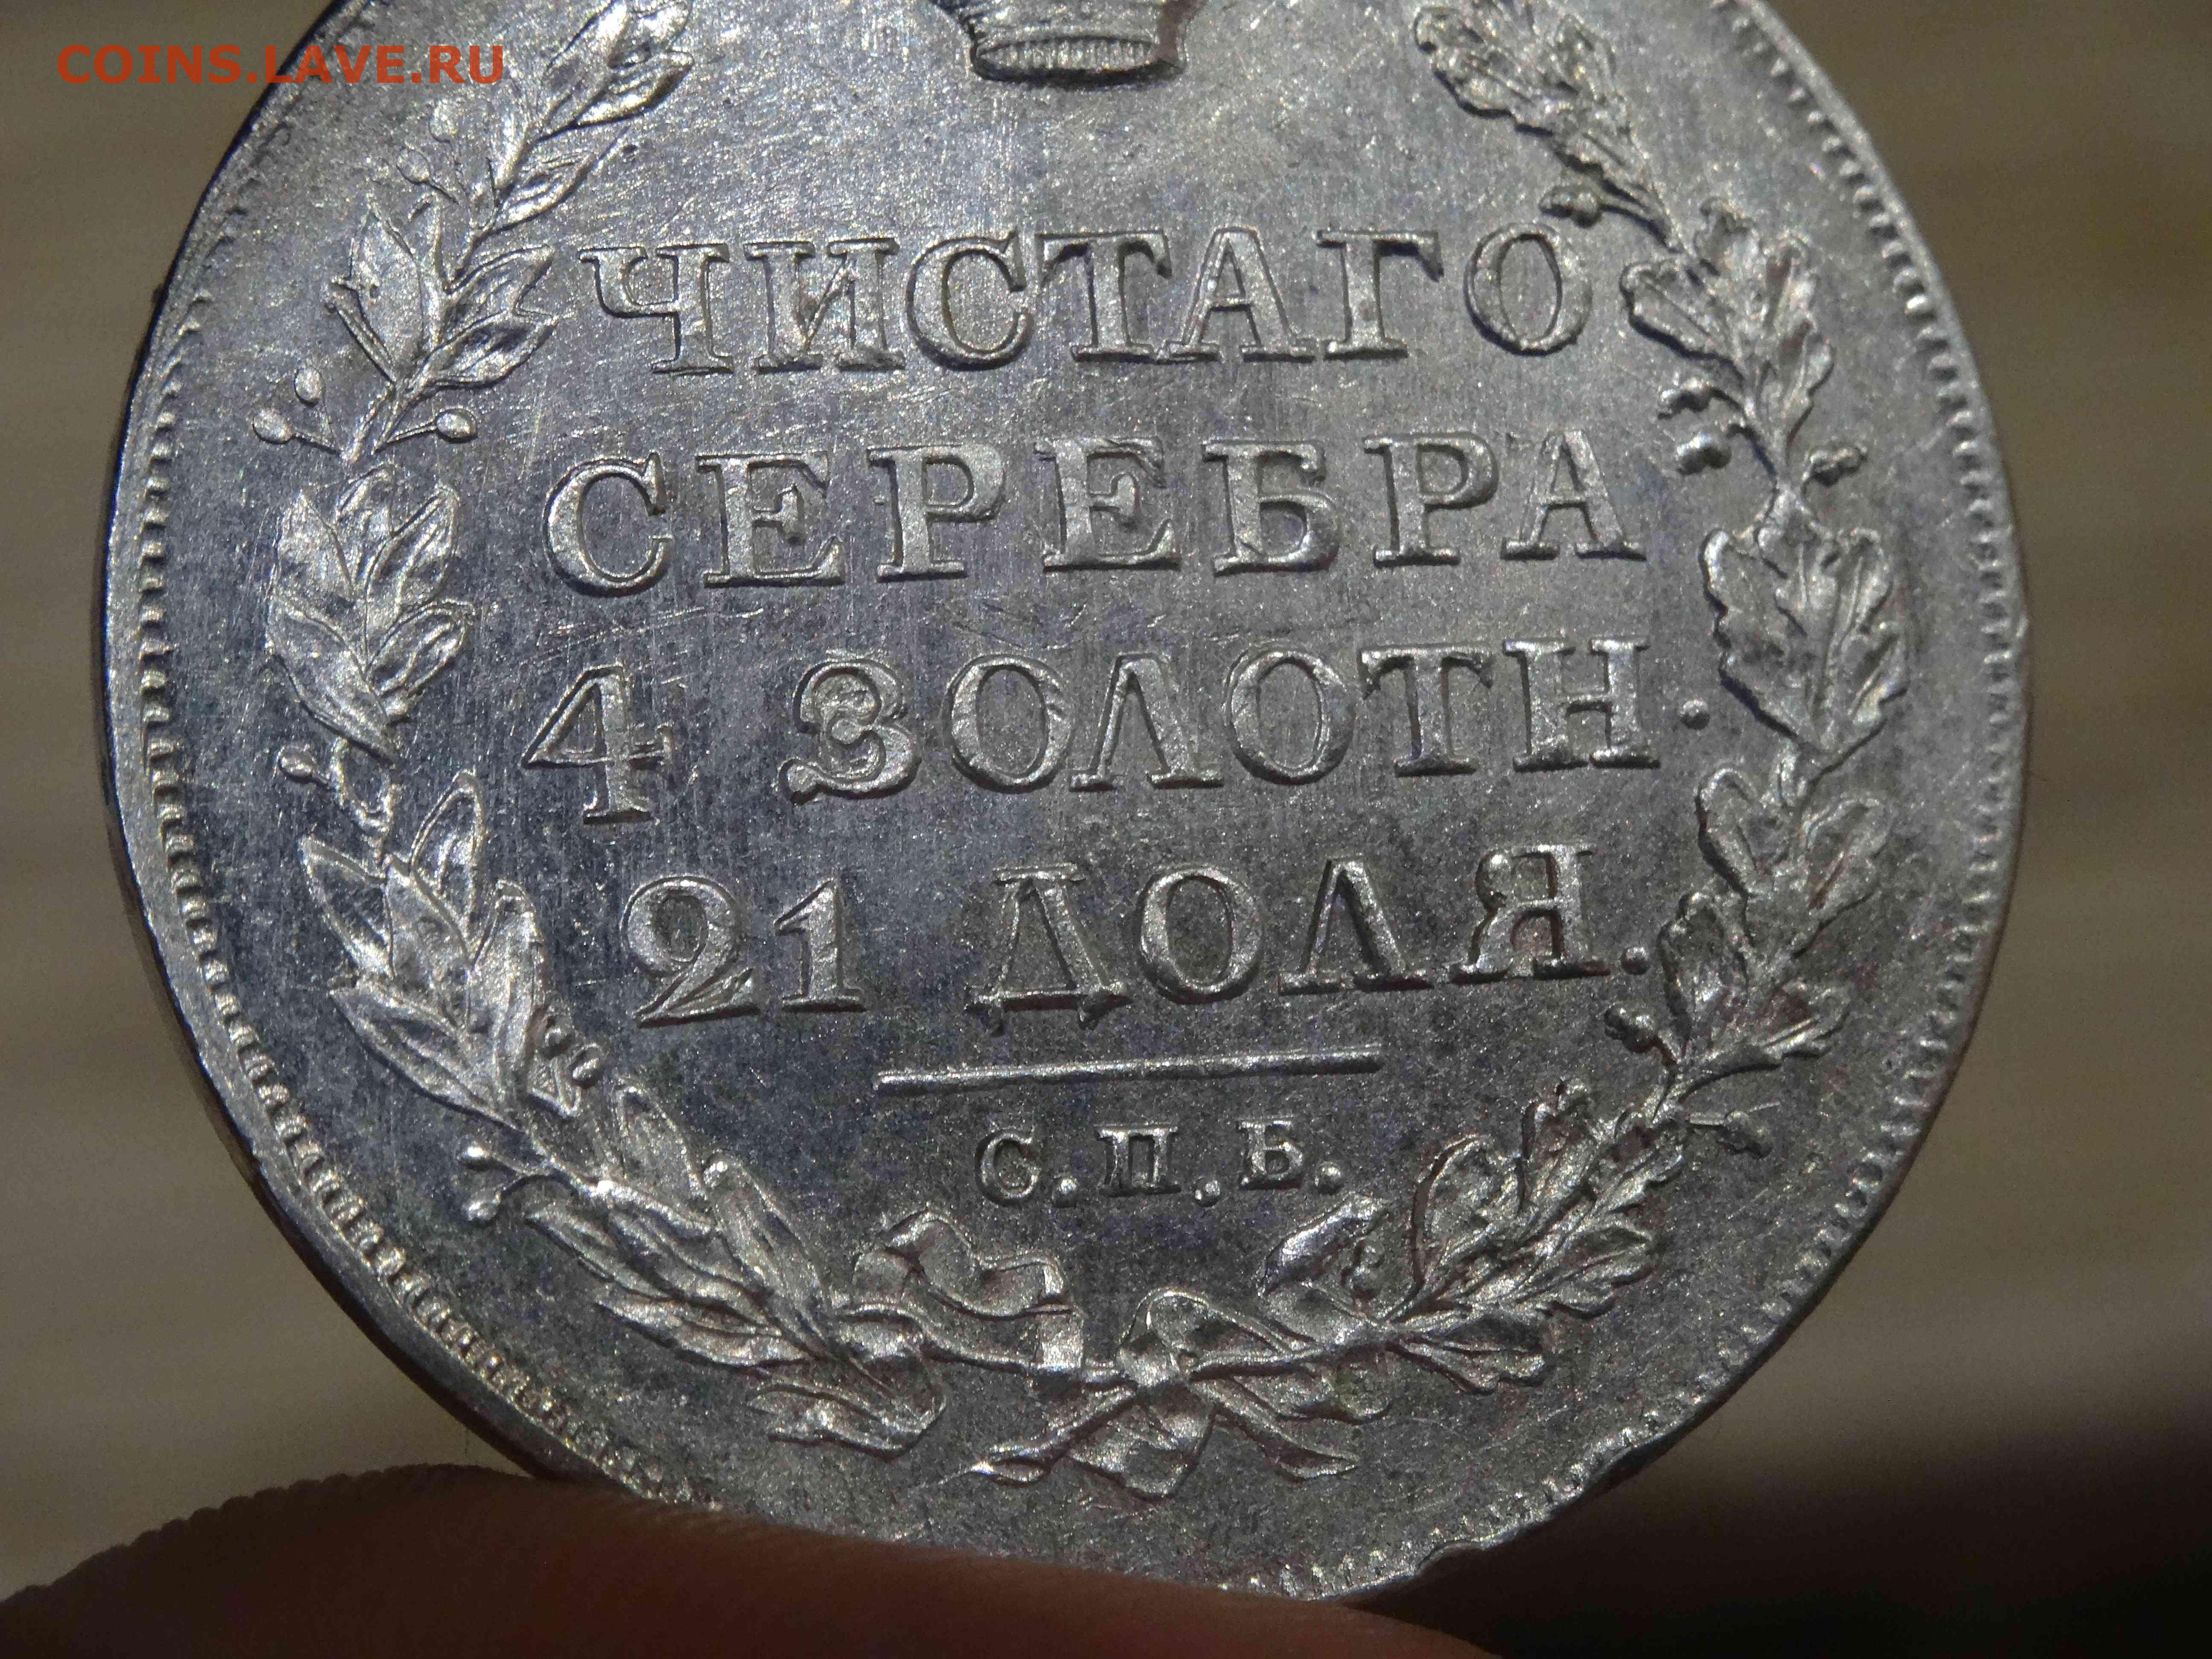 COINS.LAVE.RU
ЧИСТАГО
СЕРЕБРА
4 ЗОЛОТН.
21 ДОЛЯ.
С.П.Б.